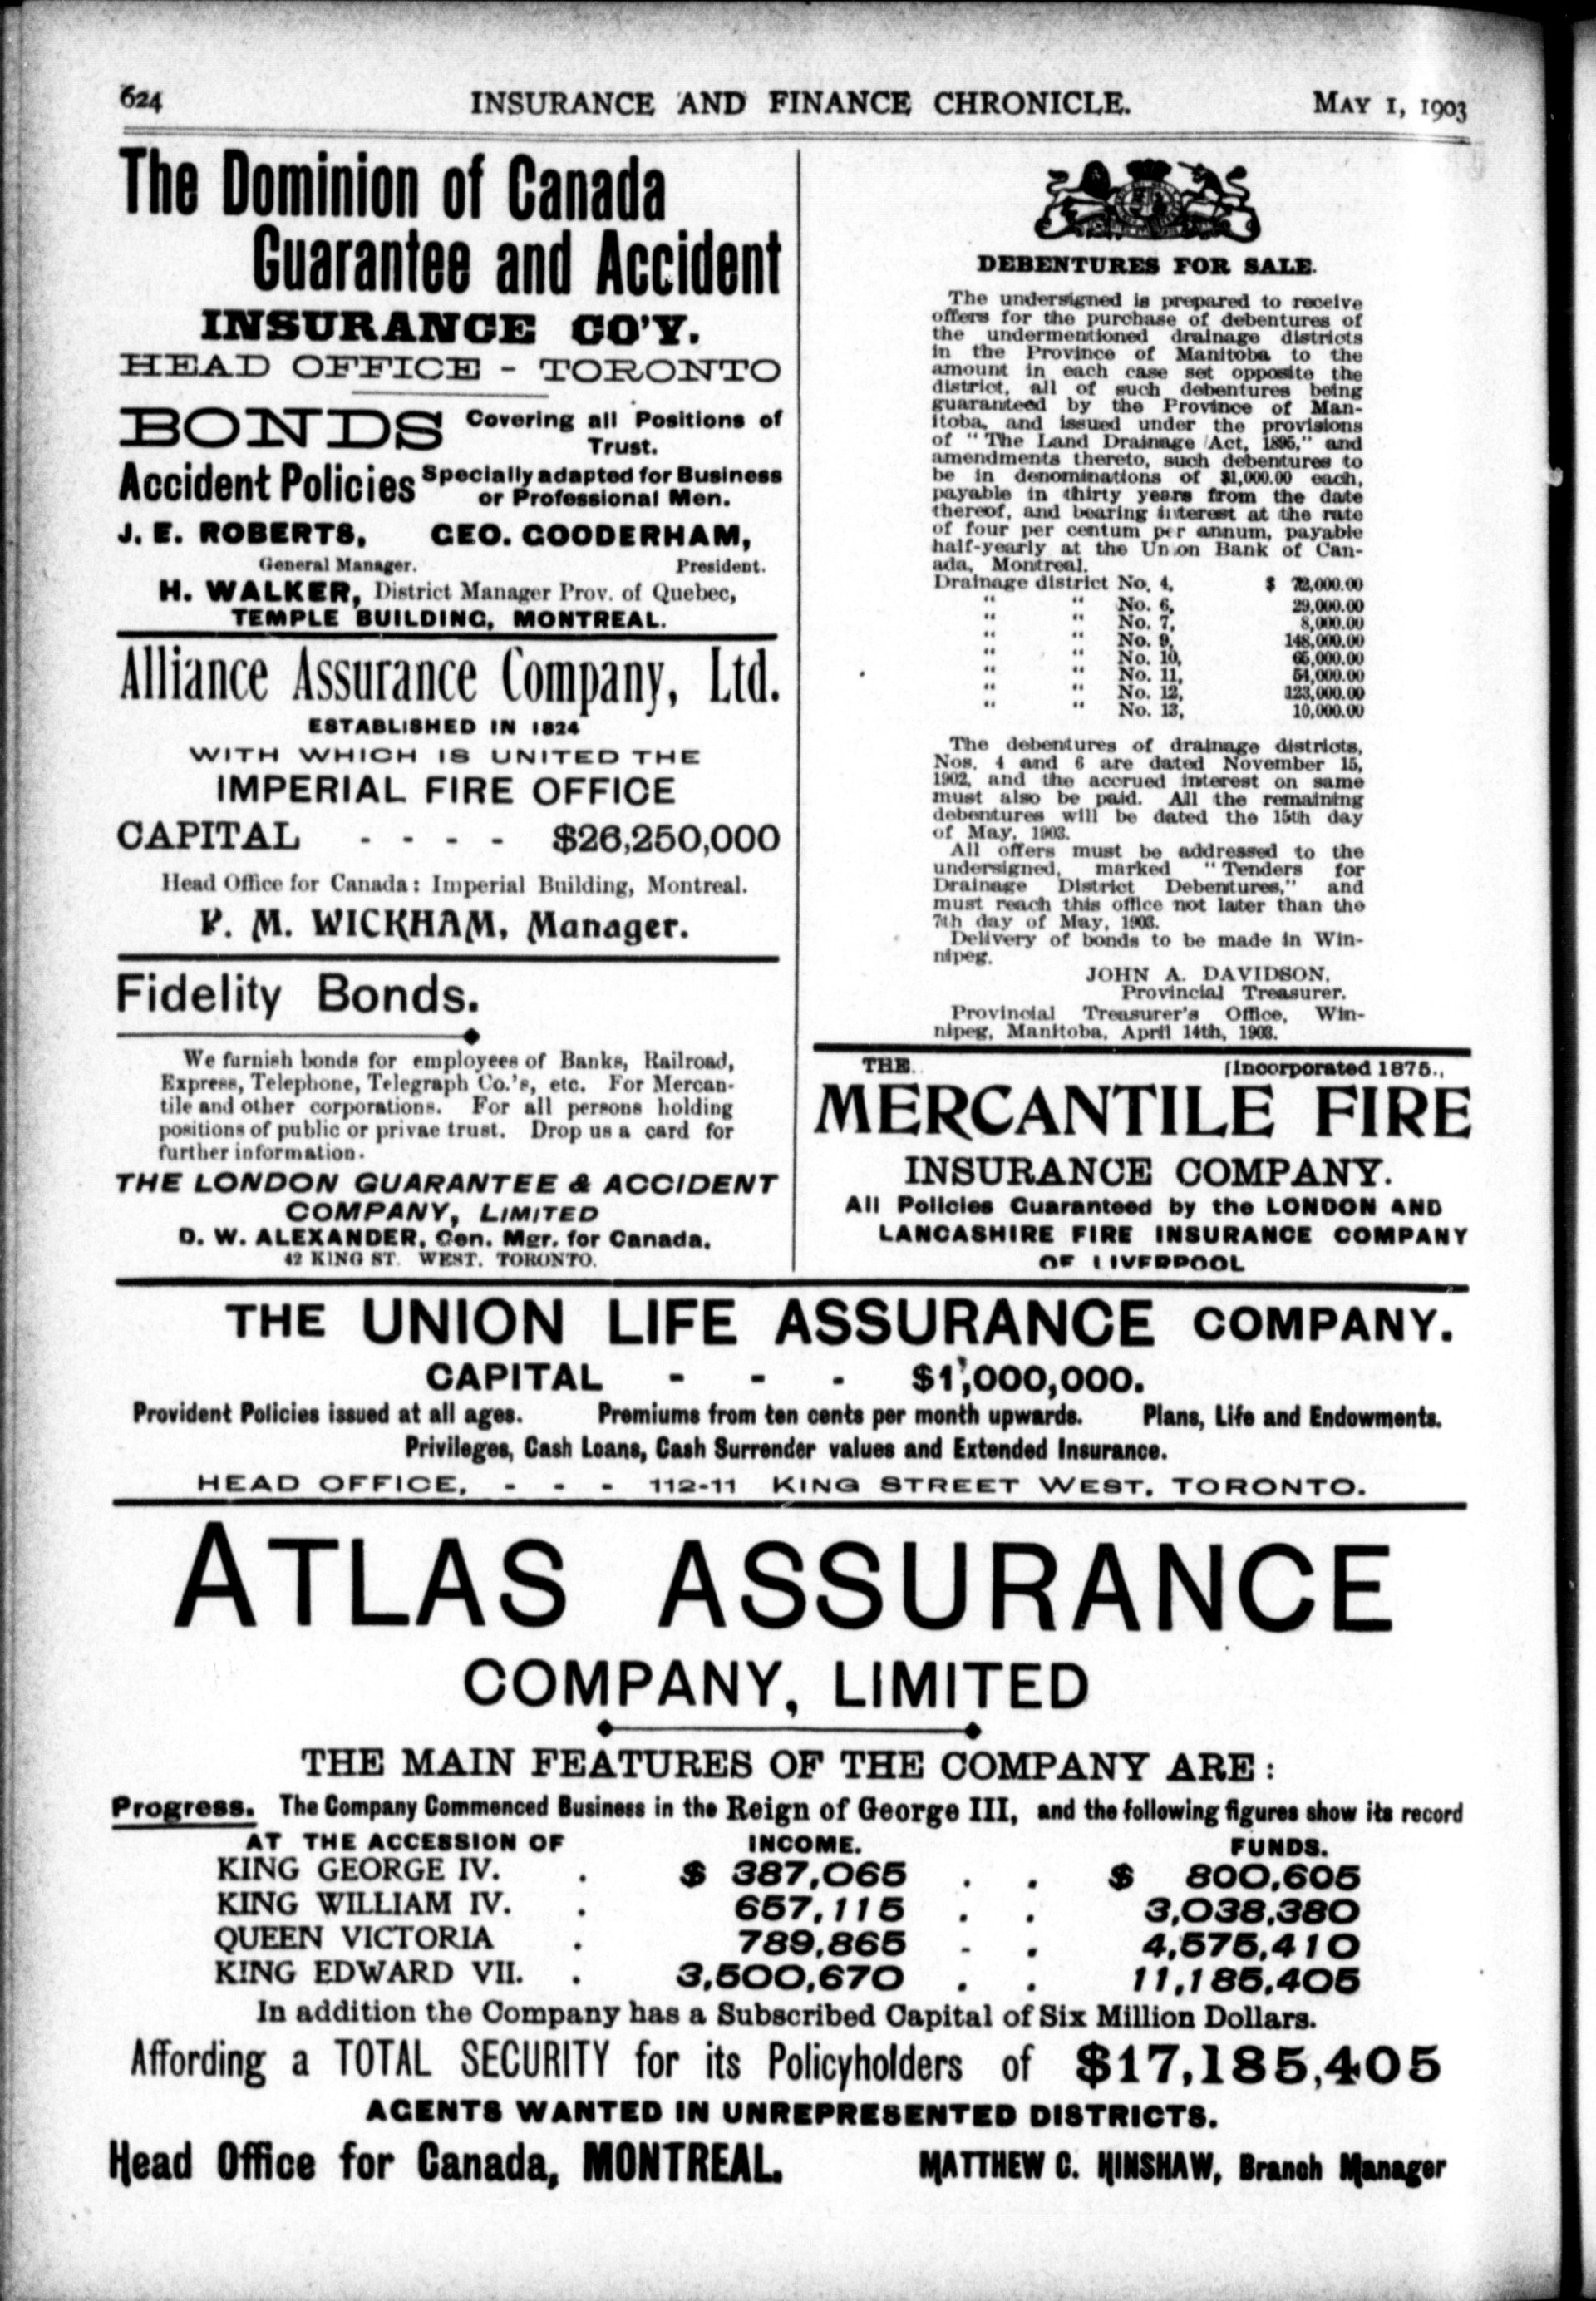 624 INSURANCE AND FINANCE CHRONICLE. MAY 1, 1903
The Dominion of Canada
Guarantee and Accident
INSURANCE CO'Y.
HEAD OFFICE - TORONTO
BONDS Covering all Positions of
Trust.
Accident Policies Specially adapted for Business
or Professional Men.
J. E. ROBERTS, GEO. GOODERHAM,
General Manager. President.
H. WALKER, District Manager Prov. of Quebec,
TEMPLE BUILDING, MONTREAL.
Alliance Assurance Company, Ltd.
ESTABLISHED IN 1824
WITH WHICH IS UNITED THE
IMPERIAL FIRE OFFICE
CAPITAL - - - - $26,250,000
Head Office for Canada: Imperial Building, Montreal.
P. M. WICKHAM, Manager.
Fidelity Bonds.
We furnish bonds for employees of Banks, Railroad,
Express, Telephone, Telegraph Co.'s, etc. For Mercan-
tile and other corporations. For all persons holding
positions of public or privae trust. Drop us a card for
further information.
THE LONDON GUARANTEE & ACCIDENT
COMPANY, LIMITED
D. W. ALEXANDER, Gen. Mgr. for Canada.
42 KING ST. WEST. TORONTO.
DEBENTURES FOR SALE.
The undersigned is prepared to receive
offers for the purchase of debentures of
the undermentioned drainage districts
in the Province of Manitoba to the
amount in each case set opposite the
district, all of such debentures being
guaranteed by the Province of Man-
itoba, and issued under the provisions
of "The Land Drainage Act, 1895," and
amendments thereto, such debentures to
be in denominations of $1,000.00 each,
payable in thirty years from the date
thereof, and bearing interest at the rate
of four per centum per annum, payable
half-yearly at the Un on Bank of Can-
ada, Montreal.
Drainage district No. 4, $ 72,000.00
" " No. 6, 29,000.00
" " No. 7, 8,000.00
" " No. 9, 148,000.00
" " No. 10, 65,000.00
" " No. 11, 54,000.00
" " No. 12, 123,000.00
" " No. 13, 10,000.00
The debentures of drainage districts,
Nos. 4 and 6 are dated November 15,
1902, and the accrued interest on same
must also be paid. All the remaining
debentures will be dated the 15th day
of May, 1903.
All offers must be addressed to the
undersigned, marked "Tenders for
Drainage District Debentures," and
must reach this office not later than the
7th day of May, 1903.
Delivery of bonds to be made in Win-
nipeg.
JOHN A. DAVIDSON,
Provincial Treasurer.
Provincial Treasurer's Office, Win-
nipeg, Manitoba, April 14th, 1903.
THE (Incorporated 1875.,
MERCANTILE FIRE
INSURANCE COMPANY.
All Policies Guaranteed by the LONDON AND
LANCASHIRE FIRE INSURANCE COMPANY
OF LIVERPOOL
THE UNION LIFE ASSURANCE COMPANY.
CAPITAL - - - $1,000,000.
Provident Policies issued at all ages. Premiums from ten cents per month upwards. Plans, Life and Endowments.
Privileges, Cash Loans, Cash Surrender values and Extended Insurance.
HEAD OFFICE, - - - 112-11 KING STREET WEST, TORONTO.
ATLAS ASSURANCE
COMPANY, LIMITED
THE MAIN FEATURES OF THE COMPANY ARE:
Progress. The Company Commenced Business in the Reign of George III, and the following figures show its record
AT THE ACCESSION OF INCOME. FUNDS.
KING GEORGE IV. . $ 387,065 . . $ 800,605
KING WILLIAM IV. . 657,115 . . 3,038,380
QUEEN VICTORIA . 789,865 - . 4,575,410
KING EDWARD VII. . 3,500,670 . . 11,185,405
In addition the Company has a Subscribed Capital of Six Million Dollars.
Affording a TOTAL SECURITY for its Policyholders of $17,185,405
AGENTS WANTED IN UNREPRESENTED DISTRICTS.
Head Office for Canada, MONTREAL. MATTHEW C. HINSHAW, Branch Manager